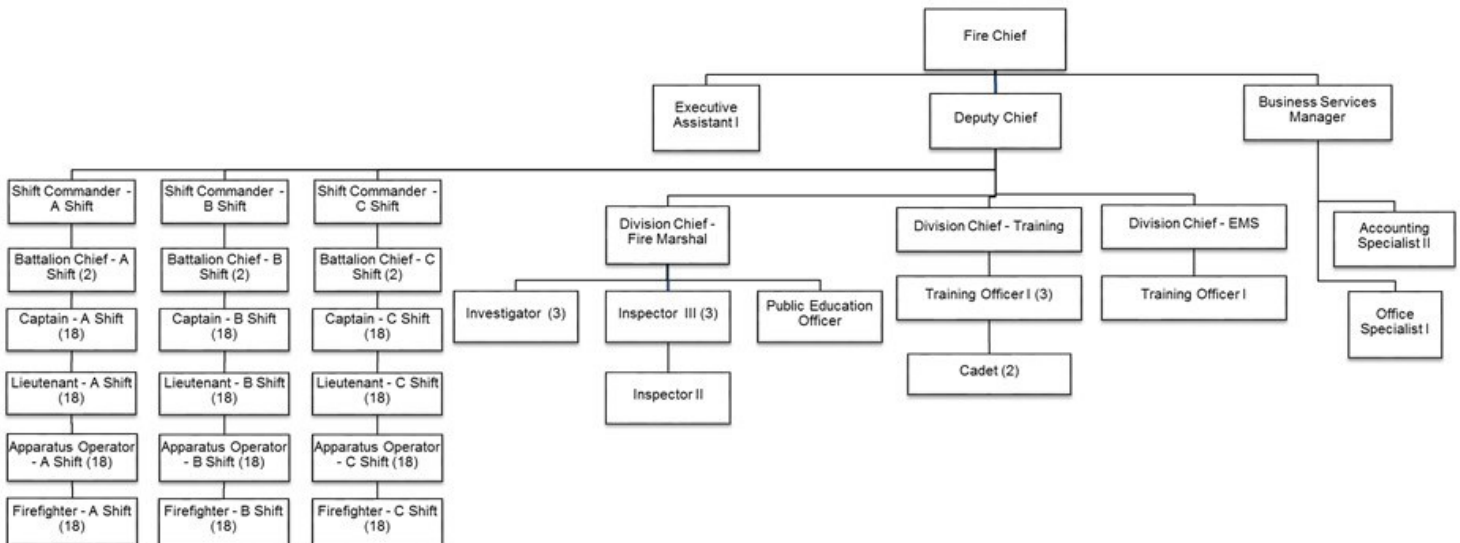 Fire Chief
Executive
Assistant I
Deputy Chief
Business Services
Manager
Shift Commander -
A Shift
Shift Commander -
B Shift
Shift Commander -
C Shift
Division Chief -
Fire Marshal
Division Chief - Training
Division Chief - EMS
Accounting
Specialist II
Battalion Chief - A
Shift (2)
Battalion Chief - B
Shift (2)
Battalion Chief - C
Shift (2)
Investigator (3)
Inspector III (3)
Public Education
Officer
Training Officer I (3)
Training Officer I
Office
Specialist I
Captain - A Shift
(18)
Captain - B Shift
(18)
Captain - C Shift
(18)
Inspector II
Cadet (2)
Lieutenant - A Shift
(18)
Lieutenant - B Shift
(18)
Lieutenant - C Shift
(18)
Apparatus Operator
- A Shift (18)
Apparatus Operator
- B Shift (18)
Apparatus Operator
- C Shift (18)
Firefighter - A Shift
(18)
Firefighter - B Shift
(18)
Firefighter - C Shift
(18)